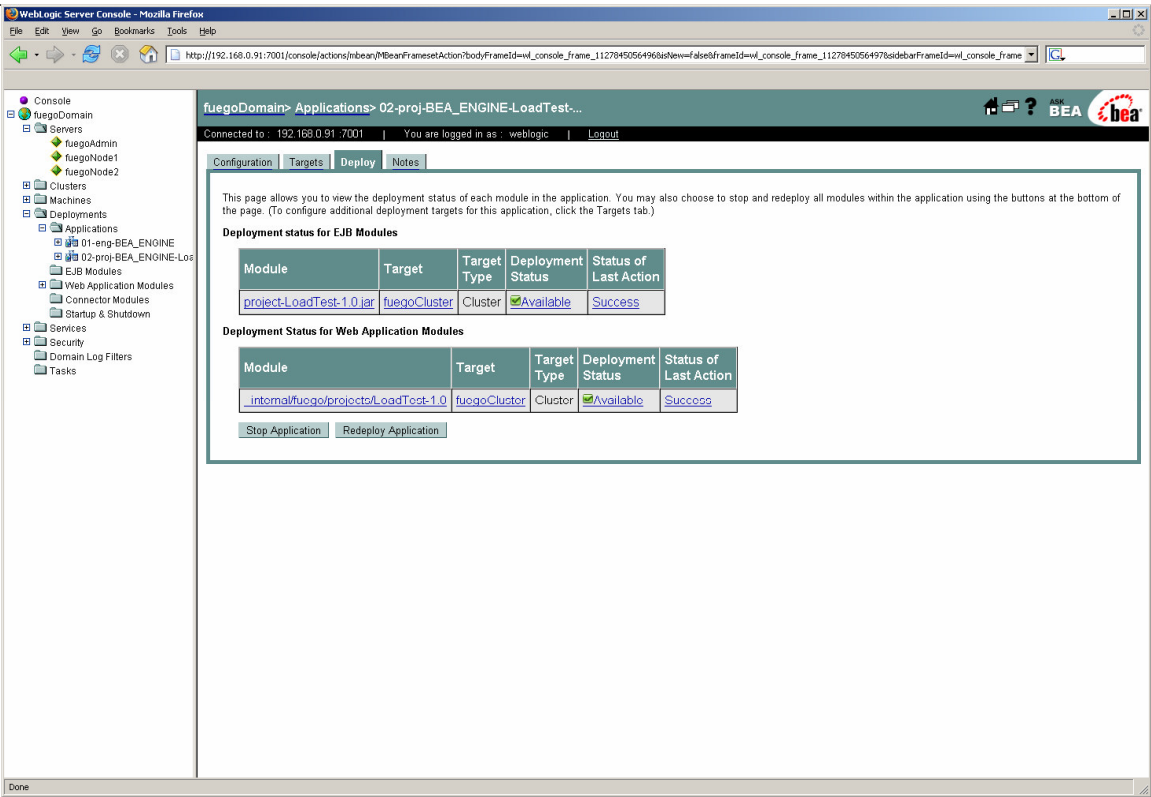 WebLogic Server Console - Mozilla Firefox
File Edit View Go Bookmarks Tools Help
http://192.168.0.91:7001/console/actions/mbean/MBeanFramesetAction?bodyFrameId=wl_console_frame_1127845056496&isNew=false&frameId=wl_console_frame_1127845056497&sidebarFrameId=wl_console_frame
G
Console
fuegoDomain
Servers
fuegoAdmin
fuegoNode1
fuegoNode2
Clusters
Machines
Deployments
Applications
01-eng-BEA_ENGINE
02-proj-BEA_ENGINE-Loa
EJB Modules
Web Application Modules
Connector Modules
Startup & Shutdown
Services
Security
Domain Log Filters
Tasks
fuegoDomain> Applications> 02-proj-BEA_ENGINE-LoadTest-...
? ASK BEA bea
Connected to : 192.168.0.91 :7001 | You are logged in as : weblogic | Logout
Configuration Targets Deploy Notes
This page allows you to view the deployment status of each module in the application. You may also choose to stop and redeploy all modules within the application using the buttons at the bottom of
the page. (To configure additional deployment targets for this application, click the Targets tab.)
Deployment status for EJB Modules
Module Target Target Type Deployment Status Status of Last Action
project-LoadTest-1.0.jar fuegoCluster Cluster Available Success
Deployment Status for Web Application Modules
Module Target Target Type Deployment Status Status of Last Action
_internal/fuego/projects/LoadTest-1.0 fuegoCluster Cluster Available Success
Stop Application Redeploy Application
Done